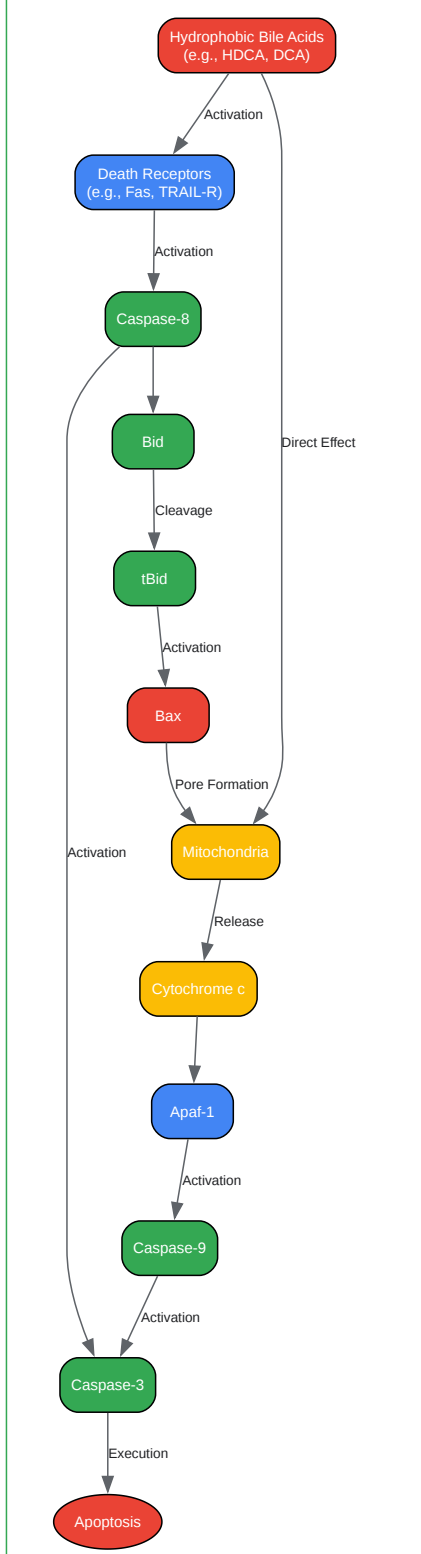 Hydrophobic Bile Acids
(e.g., HDCA, DCA)
Activation
Death Receptors
(e.g., Fas, TRAIL-R)
Activation
Caspase-8
Bid
Direct Effect
Cleavage
tBid
Activation
Bax
Pore Formation
Mitochondria
Activation
Release
Cytochrome c
Apaf-1
Activation
Caspase-9
Activation
Caspase-3
Execution
Apoptosis